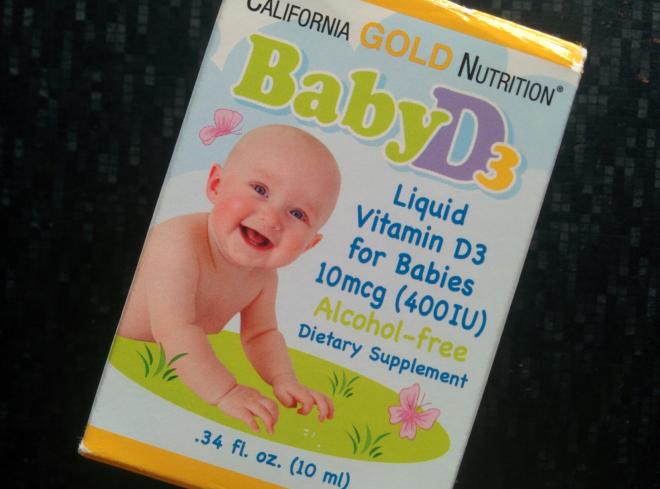 CALIFORNIA GOLD NUTRITION®
BabyD3
Liquid
Vitamin D3
for Babies
10mcg (400IU)
Alcohol-free
Dietary Supplement
.34 fl. oz. (10 ml)